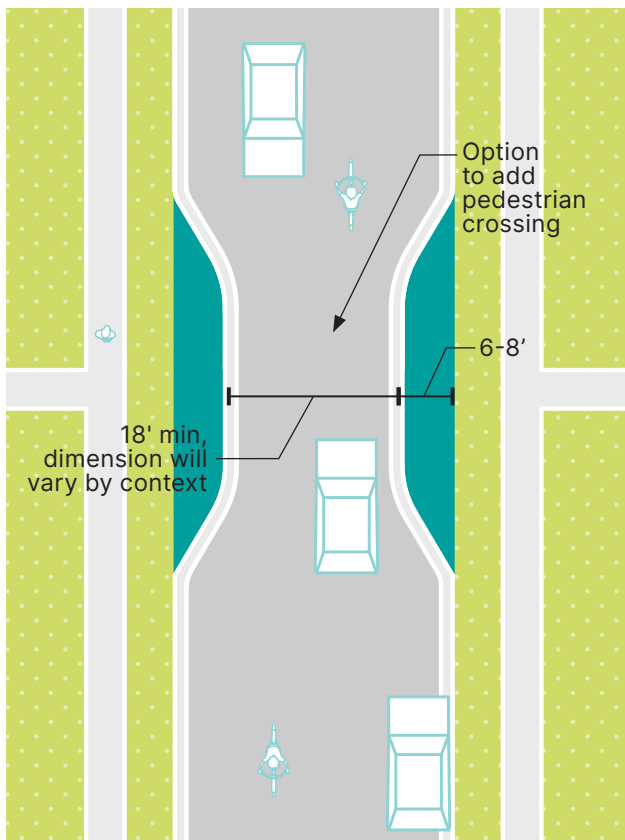 Option
to add
pedestrian
crossing
6-8’
18' min,
dimension will
vary by context